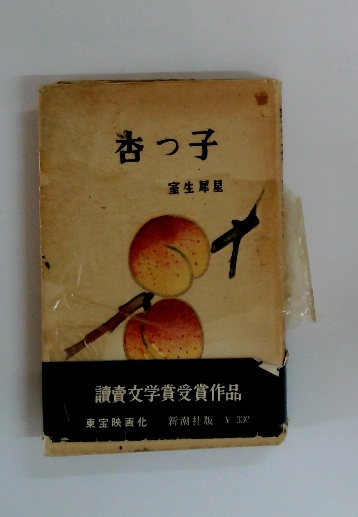 杏っ子
室生犀星
讀賣文学賞受賞作品
東宝映画化 新潮社版 ¥ 330